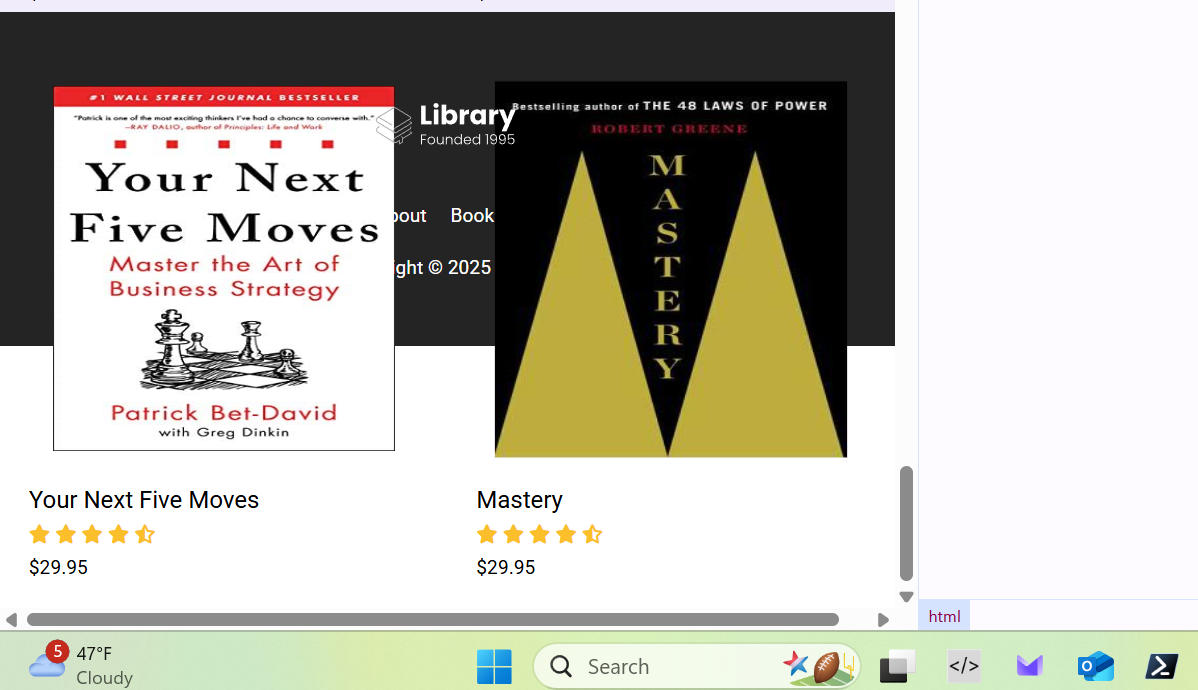 #1 WALL STREET JOURNAL BESTSELLER
"Patrick is one of the most exciting thinkers I've had a chance to converse with."
—RAY DALIO, author of Principles: Life and Work
Your Next
Five Moves
Master the Art of
Business Strategy
Patrick Bet-David
with Greg Dinkin
Library
Founded 1995
bout Book
ght © 2025
Bestselling author of THE 48 LAWS OF POWER
ROBERT GREENE
MASTERY
Your Next Five Moves
$29.95
Mastery
$29.95
html
5
47°F
Cloudy
Search
</>